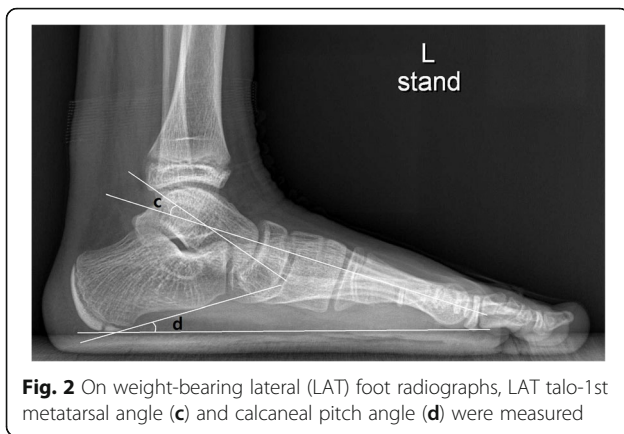 L
stand
c
d
Fig. 2 On weight-bearing lateral (LAT) foot radiographs, LAT talo-1st
metatarsal angle (c) and calcaneal pitch angle (d) were measured